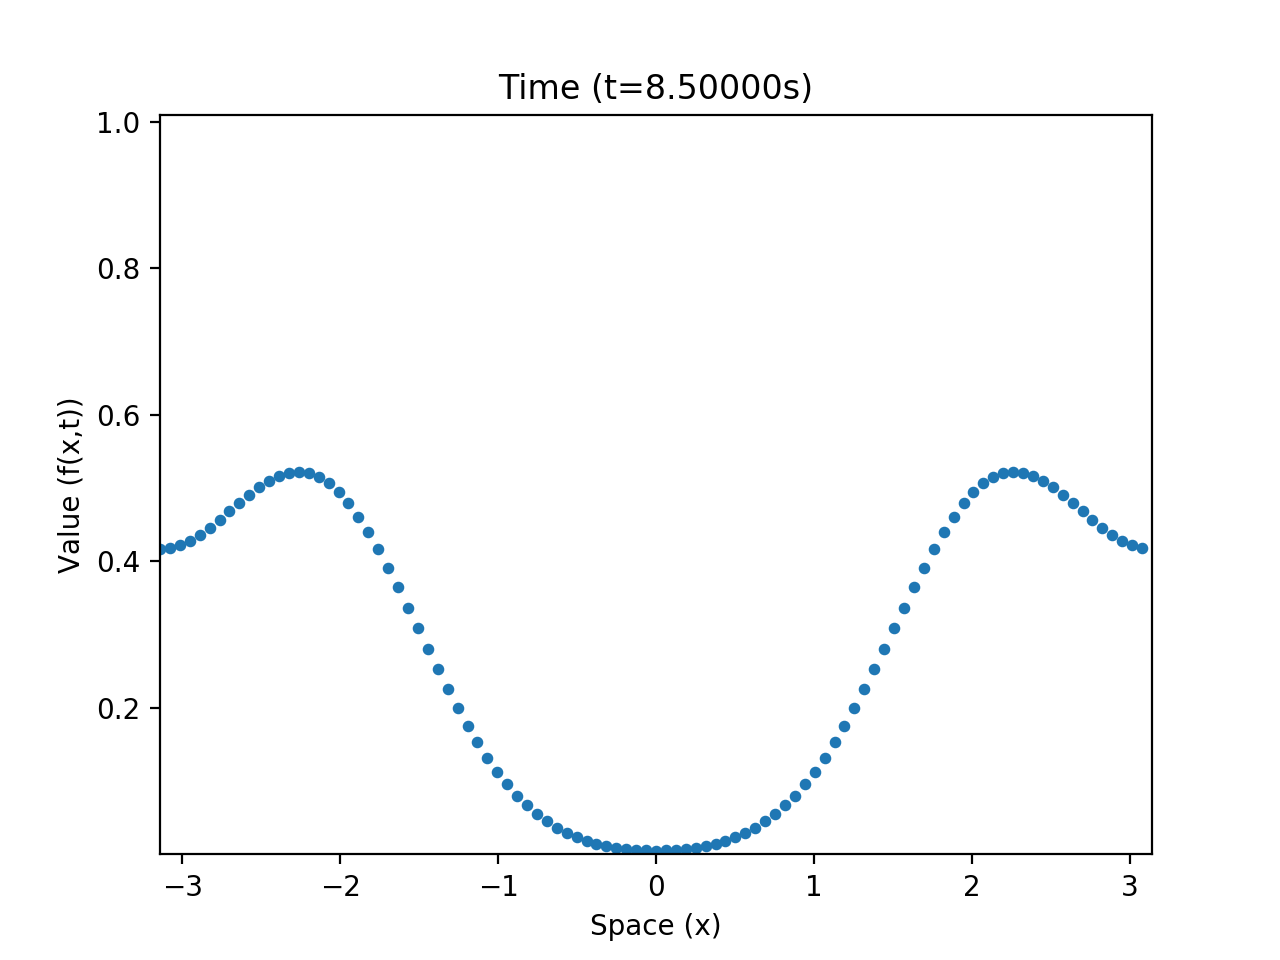 Time (t=8.50000s)
1.0
0.8
0.6
0.4
0.2
Value (f(x,t))
−3 −2 −1 0 1 2 3
Space (x)